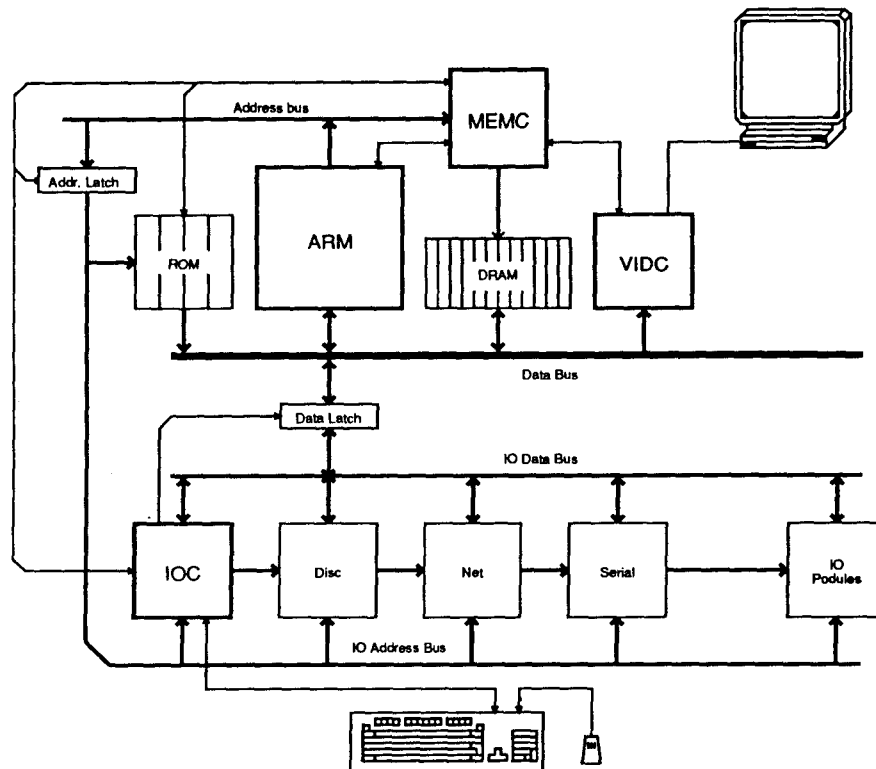 Address bus
MEMC
Addr. Latch
ROM
ARM
DRAM
VIDC
Data Bus
Data Latch
IO Data Bus
IOC
Disc
Net
Serial
IO
Podules
IO Address Bus